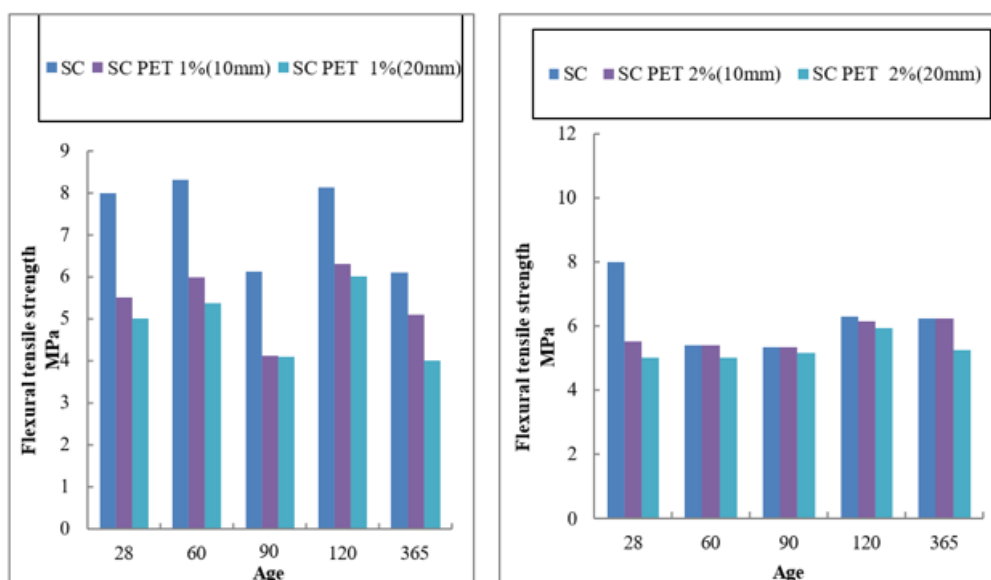 SC SC PET 1%(10mm) SC PET 1%(20mm)
9
8
7
6
5
4
3
2
1
0
Flexural tensile strength
MPa
28 60 90 120 365
Age
SC SC PET 2%(10mm) SC PET 2%(20mm)
12
10
8
6
4
2
0
Flexural tensile strength
MPa
28 60 90 120 365
Age